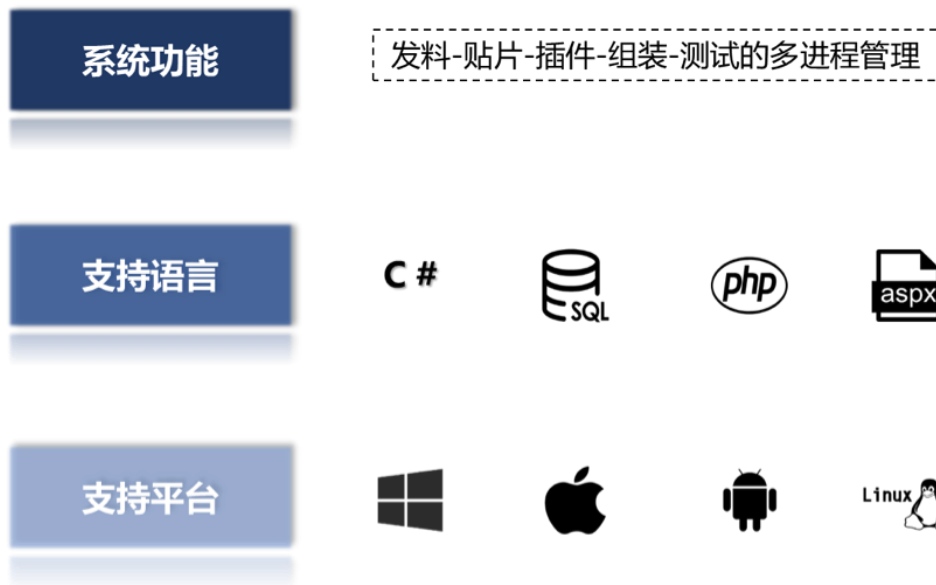 系统功能
发料-贴片-插件-组装-测试的多进程管理
支持语言
C #
SQL
php
aspx
支持平台
Linux